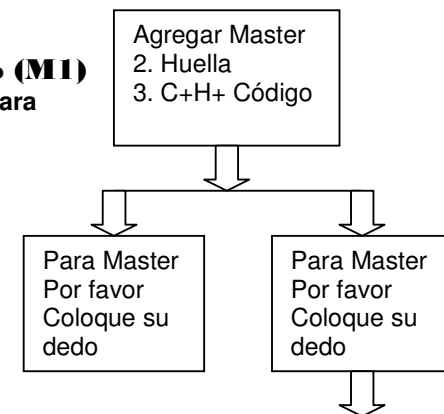 (M1)
ara
Agregar Master
2. Huella
3. C+H+ Código
Para Master
Por favor
Coloque su
dedo
Para Master
Por favor
Coloque su
dedo